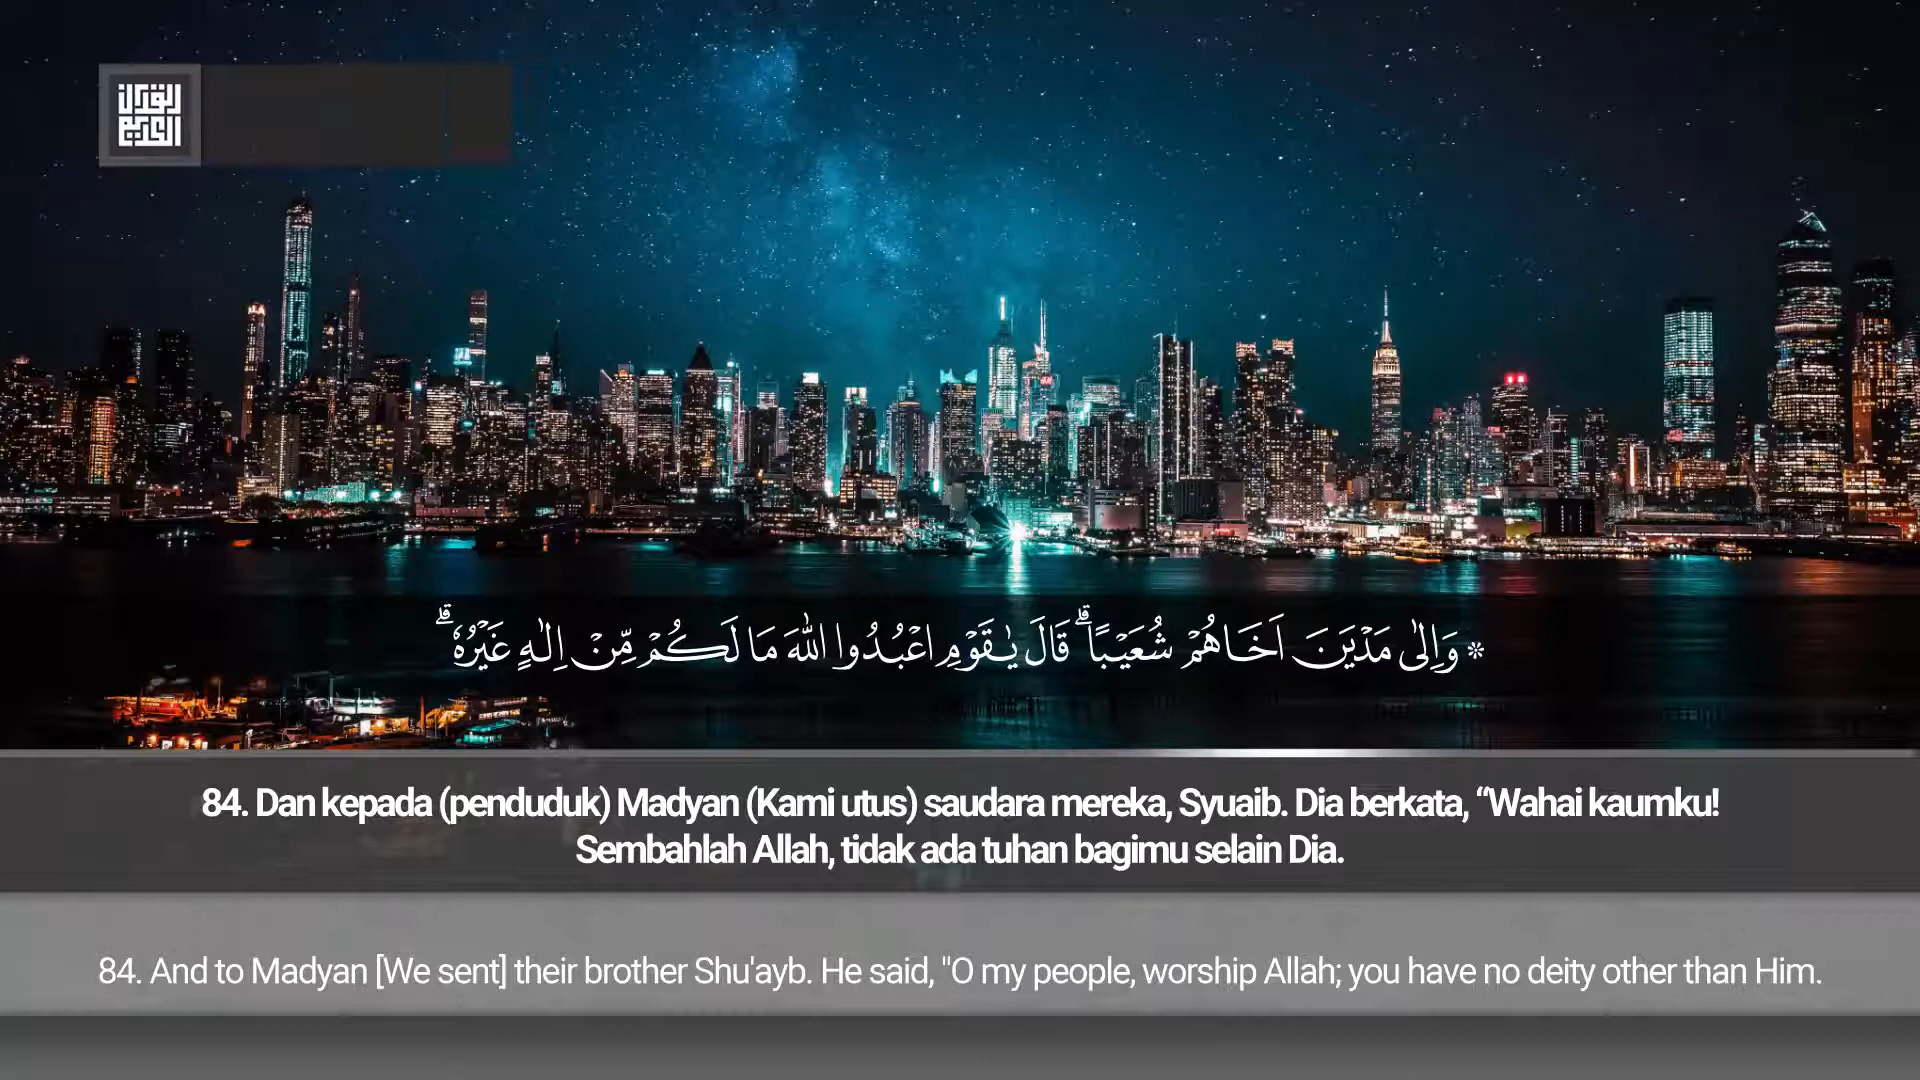 القرآن
الكريم
* وَاِلٰى مَدْيَنَ اَخَاهُمْ شُعَيْبًاۗ قَالَ يٰقَوْمِ اعْبُدُوا اللّٰهَ مَا لَكُمْ مِّنْ اِلٰهٍ غَيْرُهٗۗ
84. Dan kepada (penduduk) Madyan (Kami utus) saudara mereka, Syuaib. Dia berkata, “Wahai kaumku!
Sembahlah Allah, tidak ada tuhan bagimu selain Dia.
84. And to Madyan [We sent] their brother Shu'ayb. He said, "O my people, worship Allah; you have no deity other than Him.